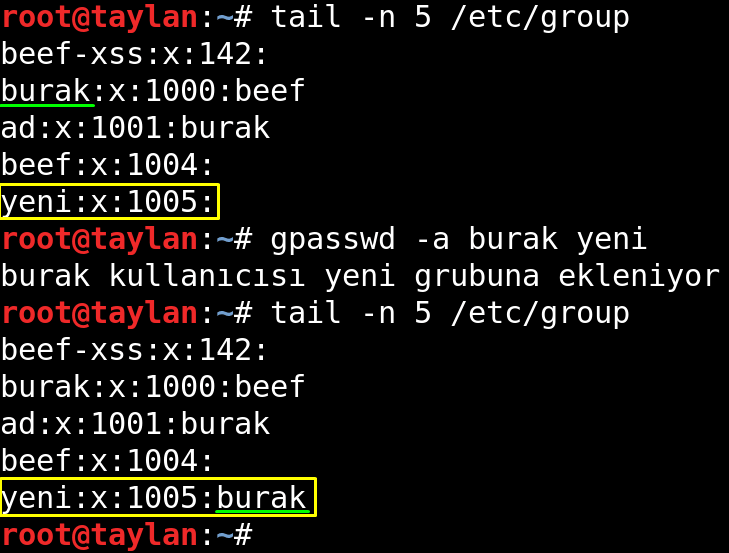 root@taylan:~# tail -n 5 /etc/group
beef-xss:x:142:
burak:x:1000:beef
ad:x:1001:burak
beef:x:1004:
yeni:x:1005:
root@taylan:~# gpasswd -a burak yeni
burak kullanıcısı yeni grubuna ekleniyor
root@taylan:~# tail -n 5 /etc/group
beef-xss:x:142:
burak:x:1000:beef
ad:x:1001:burak
beef:x:1004:
yeni:x:1005:burak
root@taylan:~#